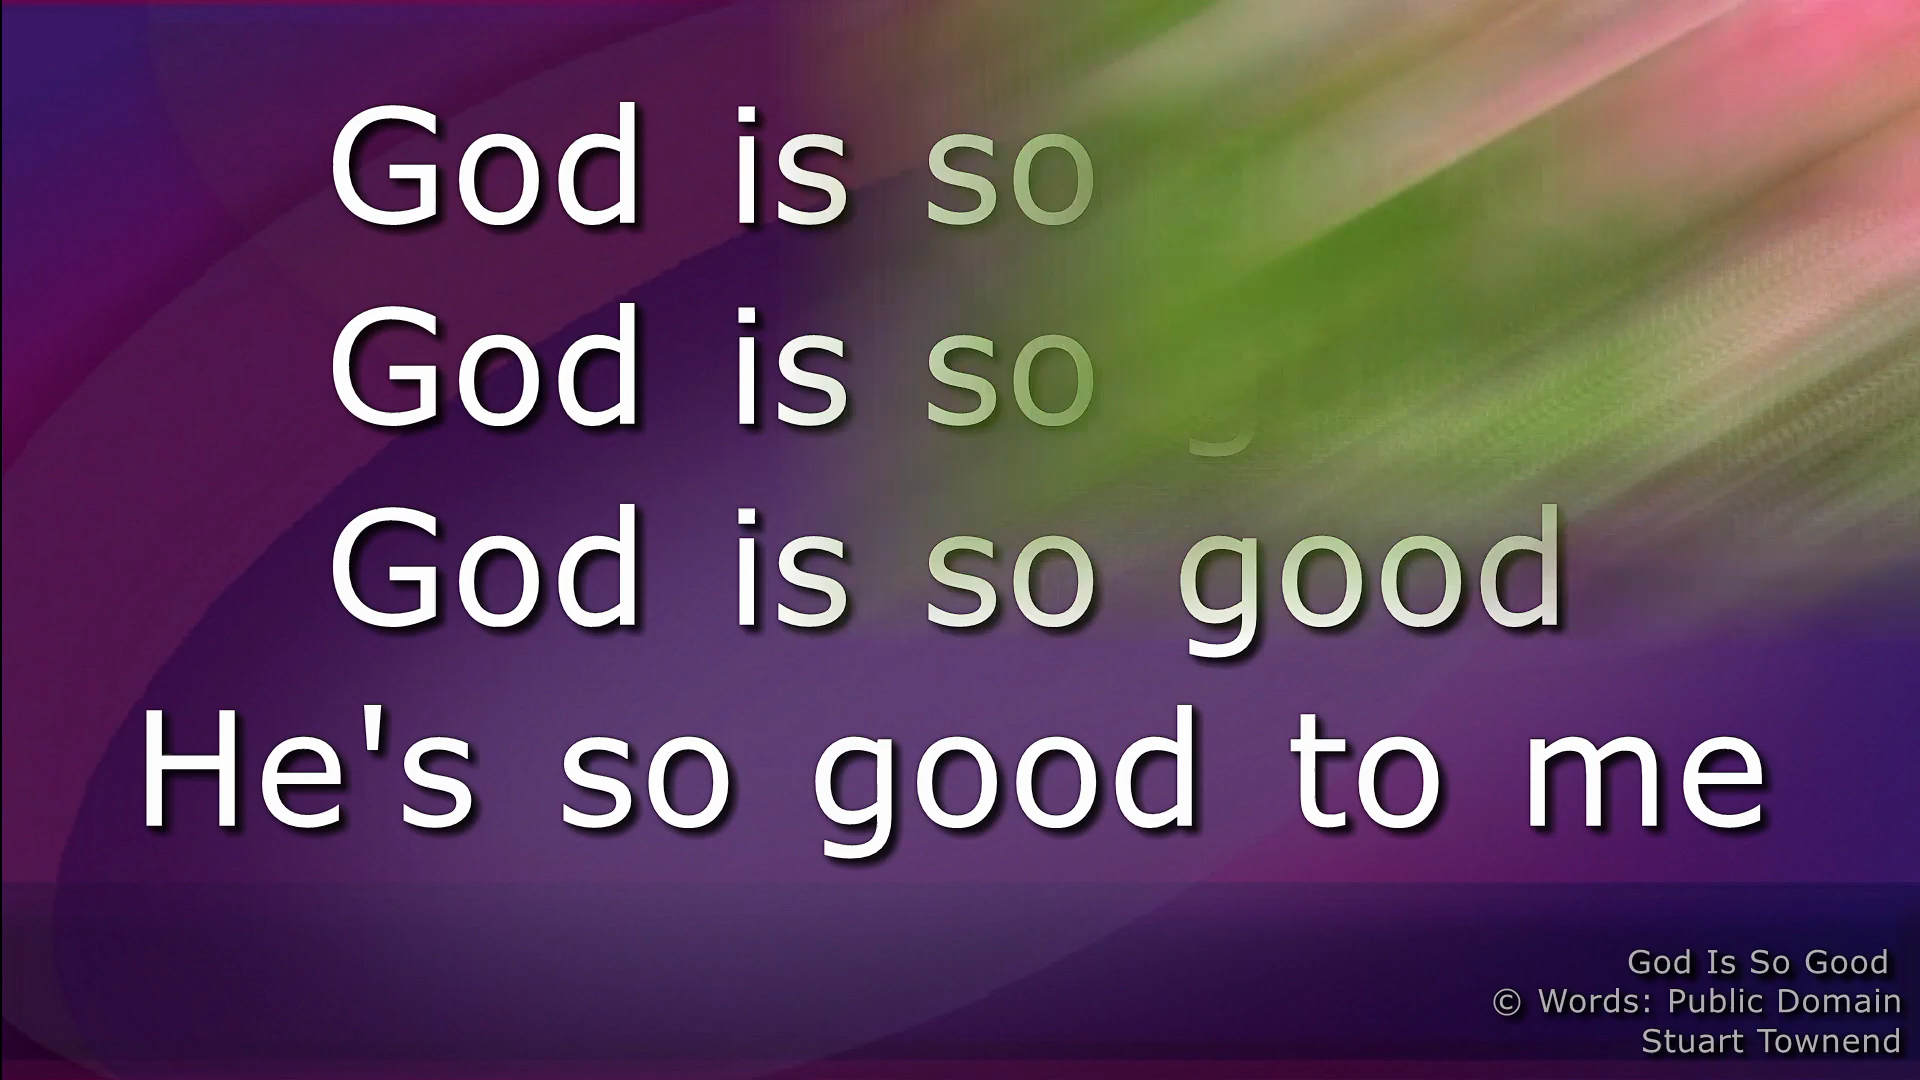 God is so
God is so
God is so good
He's so good to me
God Is So Good
© Words: Public Domain
Stuart Townend